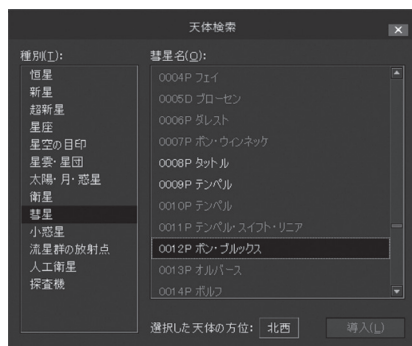 天体検索
種別(T):
恒星
新星
超新星
星座
星空の目印
星雲・星団
太陽・月・惑星
衛星
彗星
小惑星
流星群の放射点
人工衛星
探査機
彗星名(O):
0004P フェイ
0005D ブローセン
0006P ダレスト
0007P ポン・ウィンネッケ
0008P タットル
0009P テンペル
0010P テンペル
0011P テンペル・スイフト・リニア
0012P ポン・ブルックス
0013P オルバース
0014P ボルフ
選択した天体の方位: 北西
導入(L)